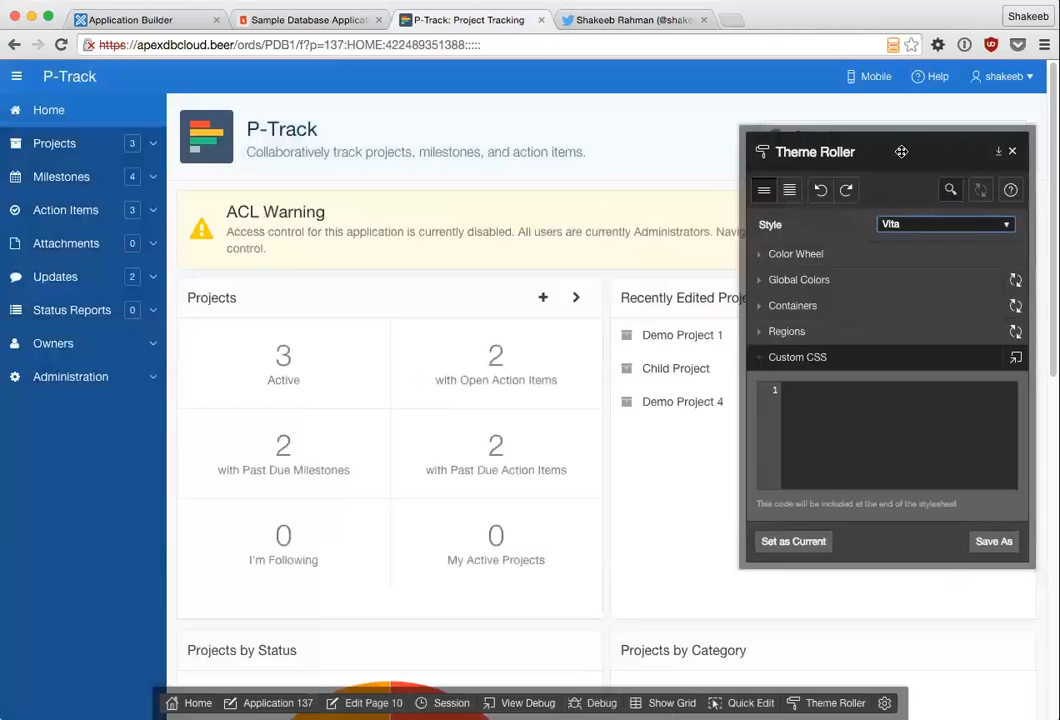 Application Builder
Sample Database Applicat
P-Track: Project Tracking
Shakeeb Rahman (@shake
Shakeeb
https://apexdbcloud.beer/ords/PDB1/f?p=137:HOME:422489351388:::::
P-Track
Mobile
Help
shakeeb
Home
Projects 3
Milestones 4
Action Items 3
Attachments 0
Updates 2
Status Reports 0
Owners
Administration
P-Track
Collaboratively track projects, milestones, and action items.
ACL Warning
Access control for this application is currently disabled. All users are currently Administrators. Navig
control.
Projects
3
Active
2
with Open Action Items
2
with Past Due Milestones
2
with Past Due Action Items
0
I'm Following
0
My Active Projects
Recently Edited Proje
Demo Project 1
Child Project
Demo Project 4
Theme Roller
Style Vita
Color Wheel
Global Colors
Containers
Regions
Custom CSS
1
This code will be included at the end of the stylesheet
Set as Current
Save As
Projects by Status
Projects by Category
Home
Application 137
Edit Page 10
Session
View Debug
Debug
Show Grid
Quick Edit
Theme Roller